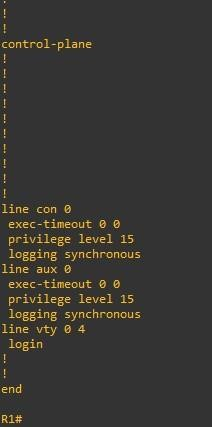 !
!
!
control-plane
!
!
!
!
!
!
!
!
!
!
line con 0
 exec-timeout 0 0
 privilege level 15
 logging synchronous
line aux 0
 exec-timeout 0 0
 privilege level 15
 logging synchronous
line vty 0 4
 login
!
!
end

R1#